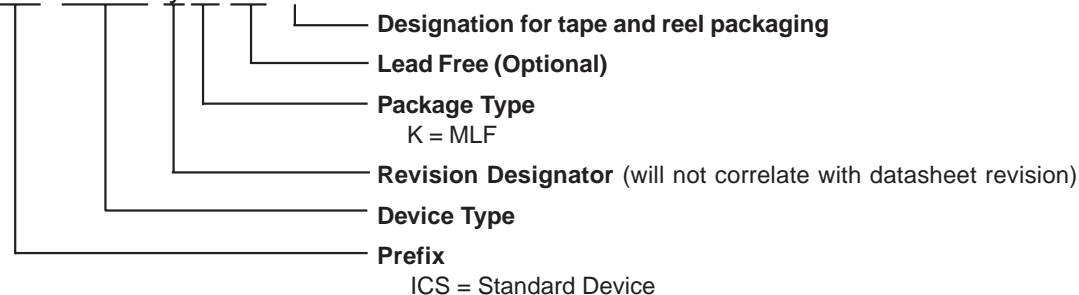 Designation for tape and reel packaging
Lead Free (Optional)
Package Type
K = MLF
Revision Designator (will not correlate with datasheet revision)
Device Type
Prefix
ICS = Standard Device